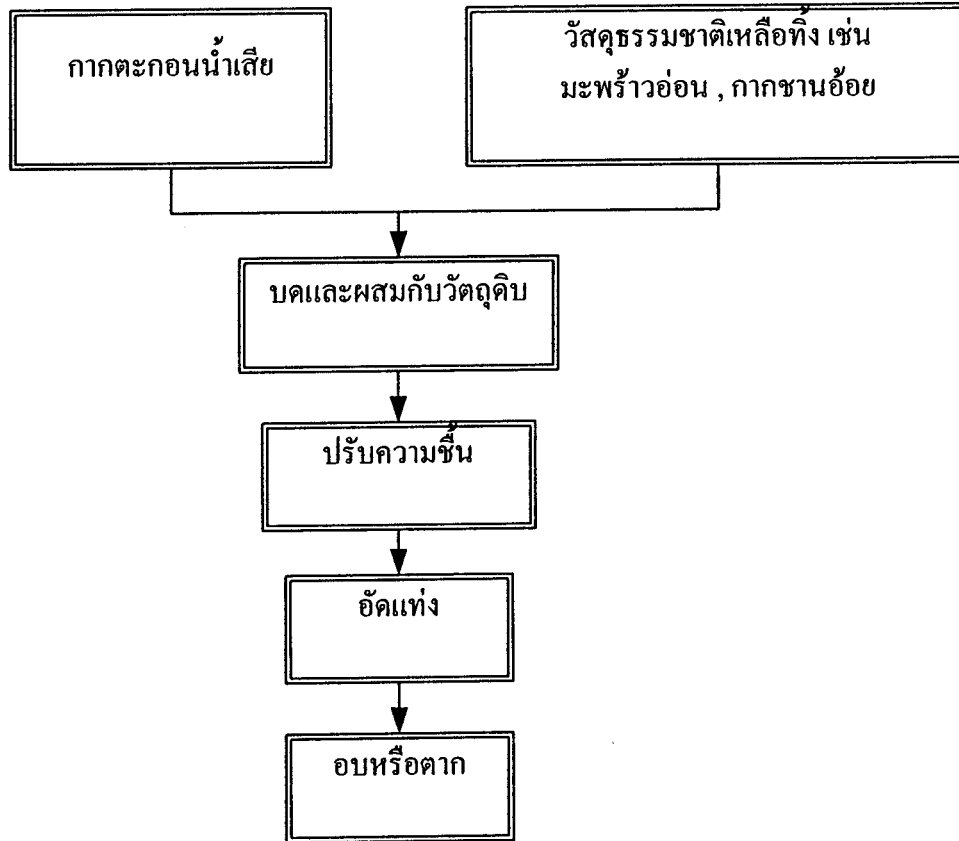 กากตะกอนน้ำเสีย
วัสดุธรรมชาติเหลือทิ้ง เช่น
มะพร้าวอ่อน , กากชานอ้อย
บดและผสมกับวัตถุดิบ
ปรับความชื้น
อัดแท่ง
อบหรือตาก